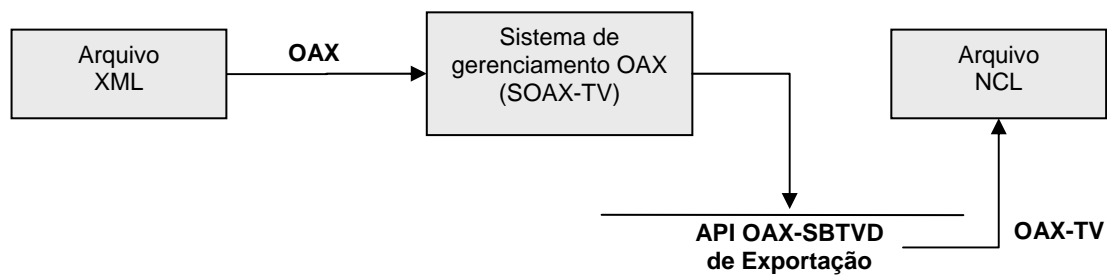 Arquivo
XML
OAX
Sistema de
gerenciamento OAX
(SOAX-TV)
Arquivo
NCL
API OAX-SBTVD
de Exportação
OAX-TV